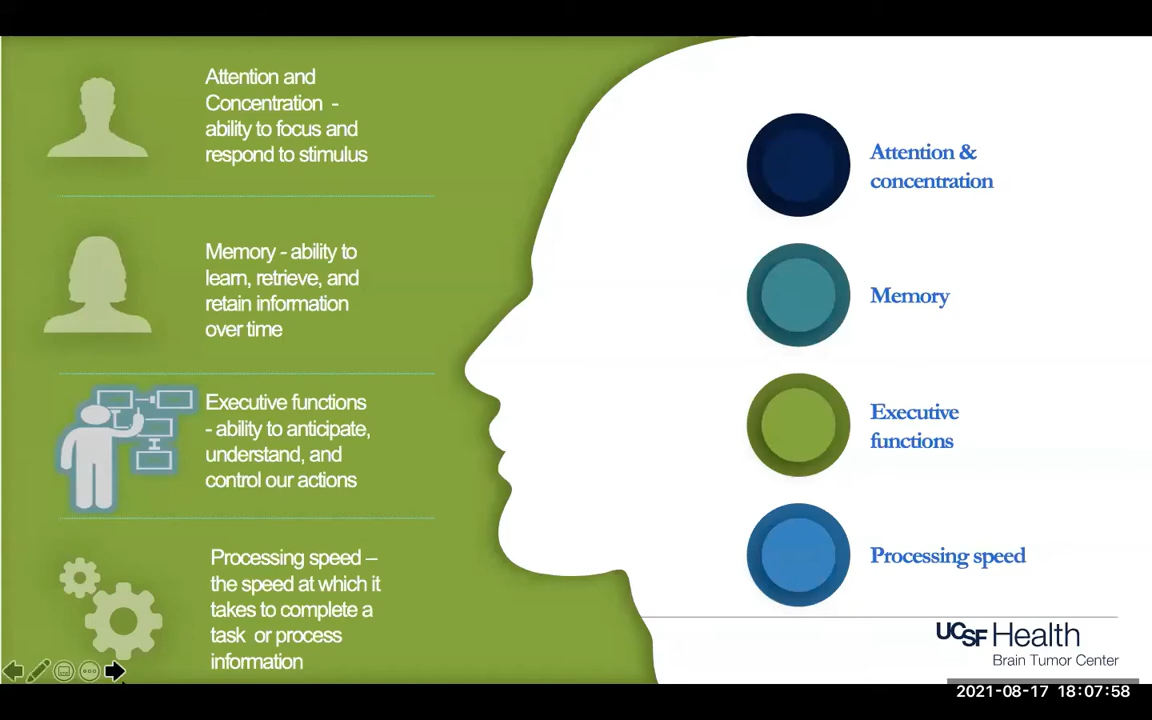 Attention and
Concentration -
ability to focus and
respond to stimulus
Memory - ability to
learn, retrieve, and
retain information
over time
Executive functions
- ability to anticipate,
understand, and
control our actions
Processing speed –
the speed at which it
takes to complete a
task or process
information
Attention &
concentration
Memory
Executive
functions
Processing speed
UCSF Health
Brain Tumor Center
2021-08-17 18:07:58